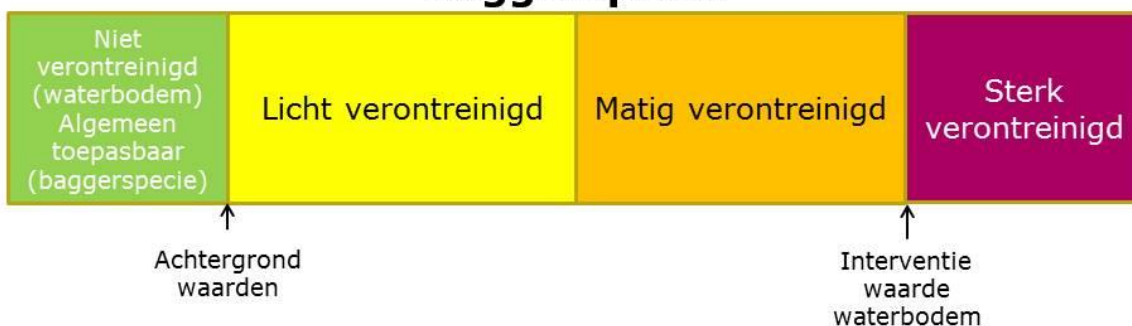 Niet
verontreinigd
(waterbodem)
Algemeen
toepasbaar
(baggerspecie)
Licht verontreinigd
Matig verontreinigd
Sterk
verontreinigd
Achtergrond
waarden
Interventie
waarde
waterbodem